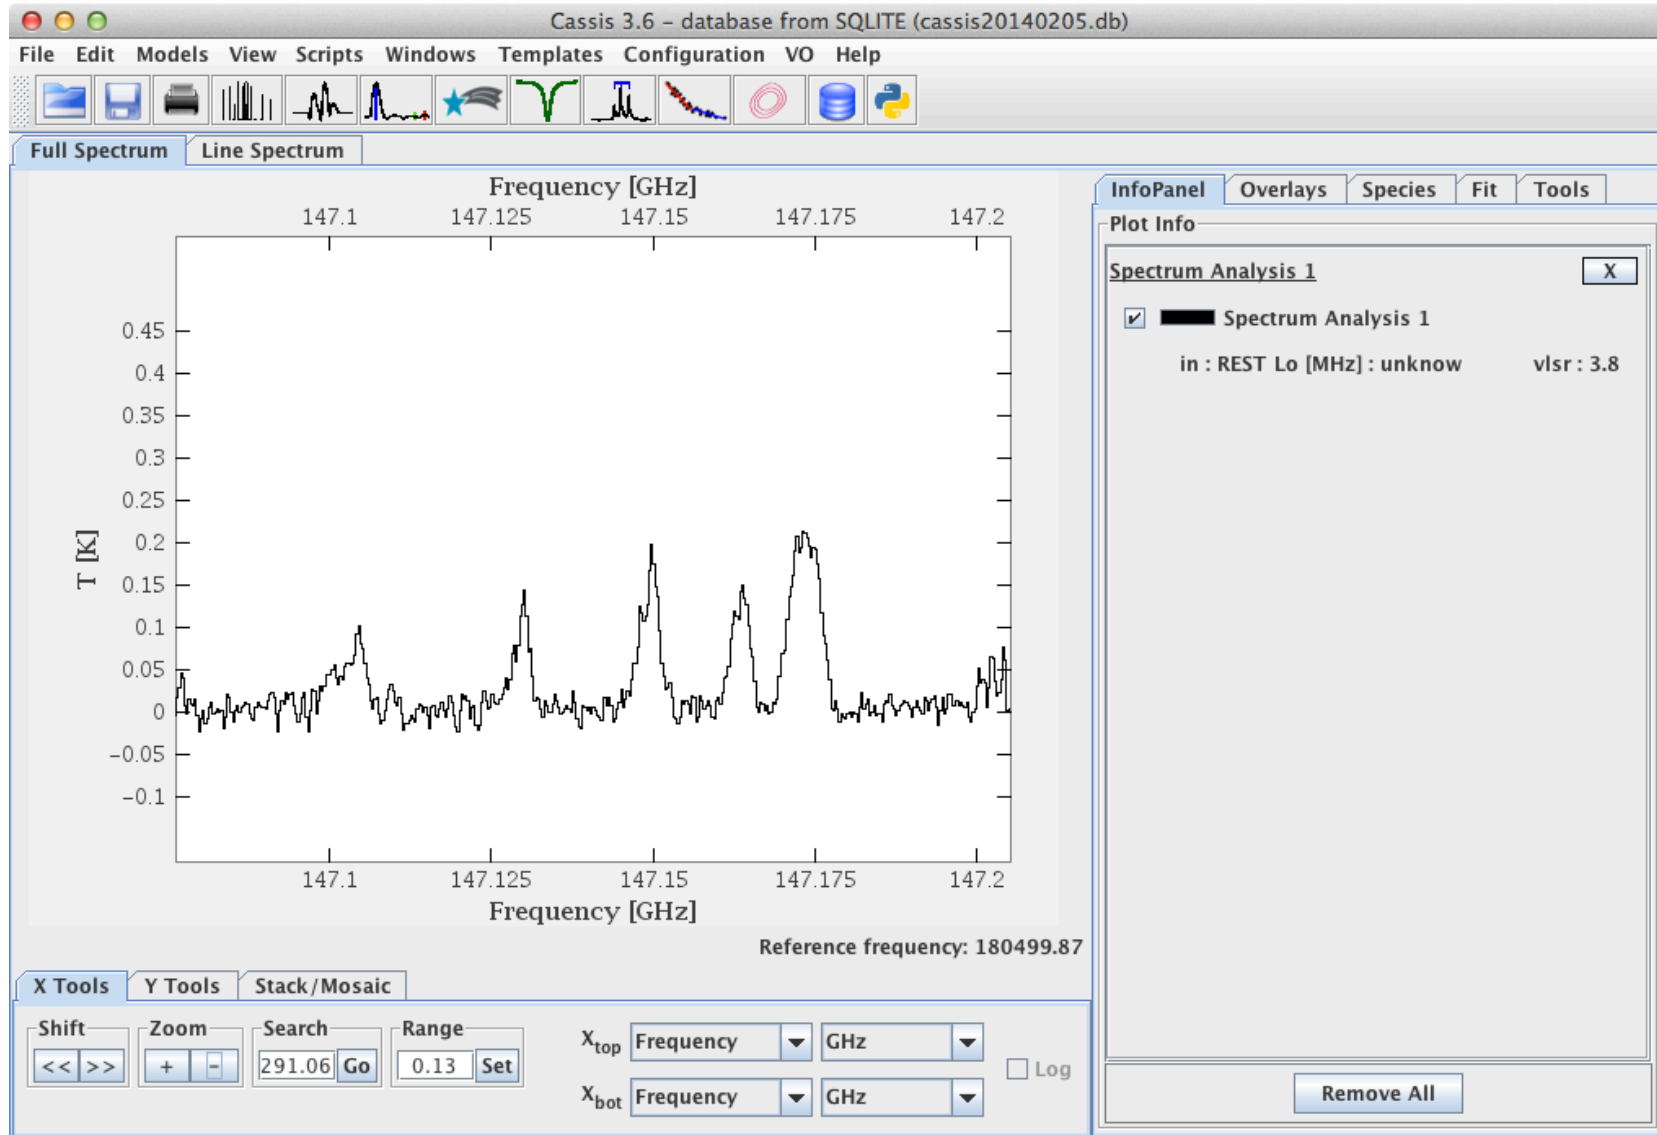 Cassis 3.6 – database from SQLITE (cassis20140205.db)
File Edit Models View Scripts Windows Templates Configuration VO Help
Full Spectrum Line Spectrum
Frequency [GHz]
147.1 147.125 147.15 147.175 147.2
0.45
0.4
0.35
0.3
0.25
0.2
0.15
0.1
0.05
0
−0.05
−0.1
T [K]
147.1 147.125 147.15 147.175 147.2
Frequency [GHz]
Reference frequency: 180499.87
InfoPanel Overlays Species Fit Tools
Plot Info
Spectrum Analysis 1 X
Spectrum Analysis 1
in : REST Lo [MHz] : unknow vlsr : 3.8
Remove All
X Tools Y Tools Stack/Mosaic
Shift Zoom Search Range
<< >> + - 291.06 Go 0.13 Set
Xtop Frequency GHz
Log
Xbot Frequency GHz